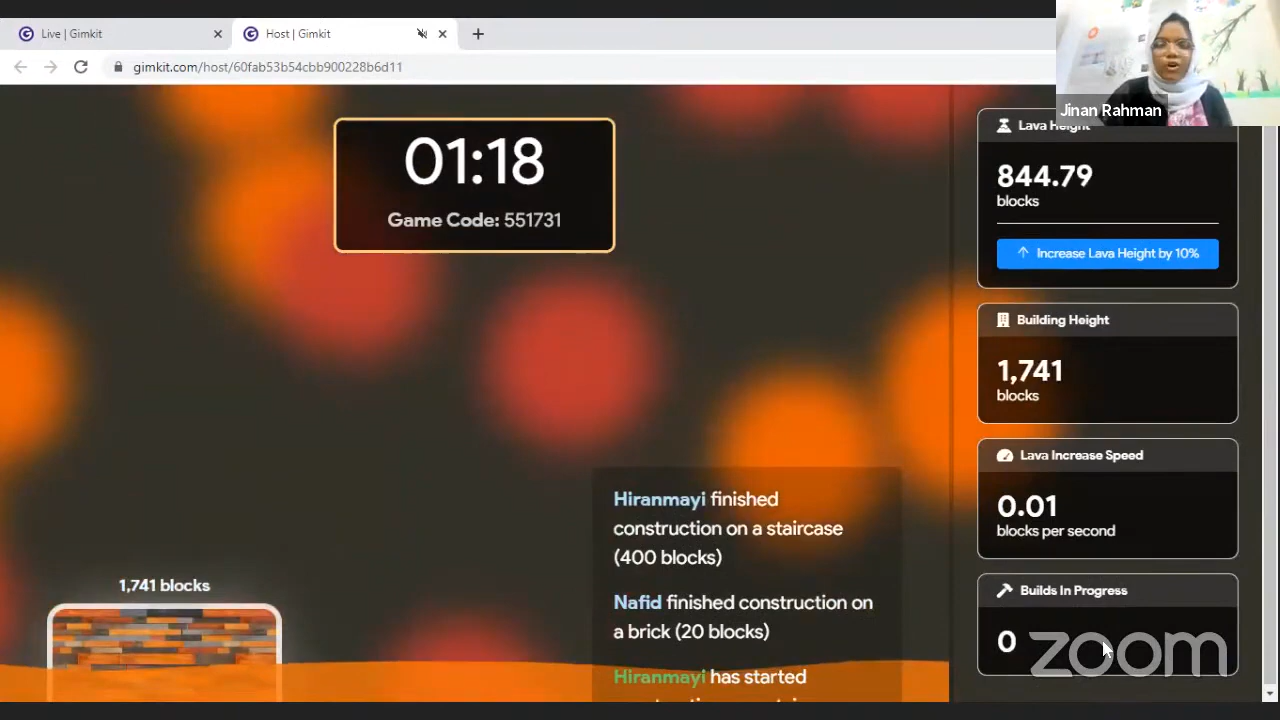 Live | Gimkit
Host | Gimkit
gimkit.com/host/60fab53b54cbb900228b6d11
Jinan Rahman
01:18
Game Code: 551731
Lava Height
844.79
blocks
Increase Lava Height by 10%
Building Height
1,741
blocks
Lava Increase Speed
0.01
blocks per second
Builds In Progress
0
zoom
Hiranmayi finished
construction on a staircase
(400 blocks)
Nafid finished construction on
a brick (20 blocks)
Hiranmayi has started
1,741 blocks